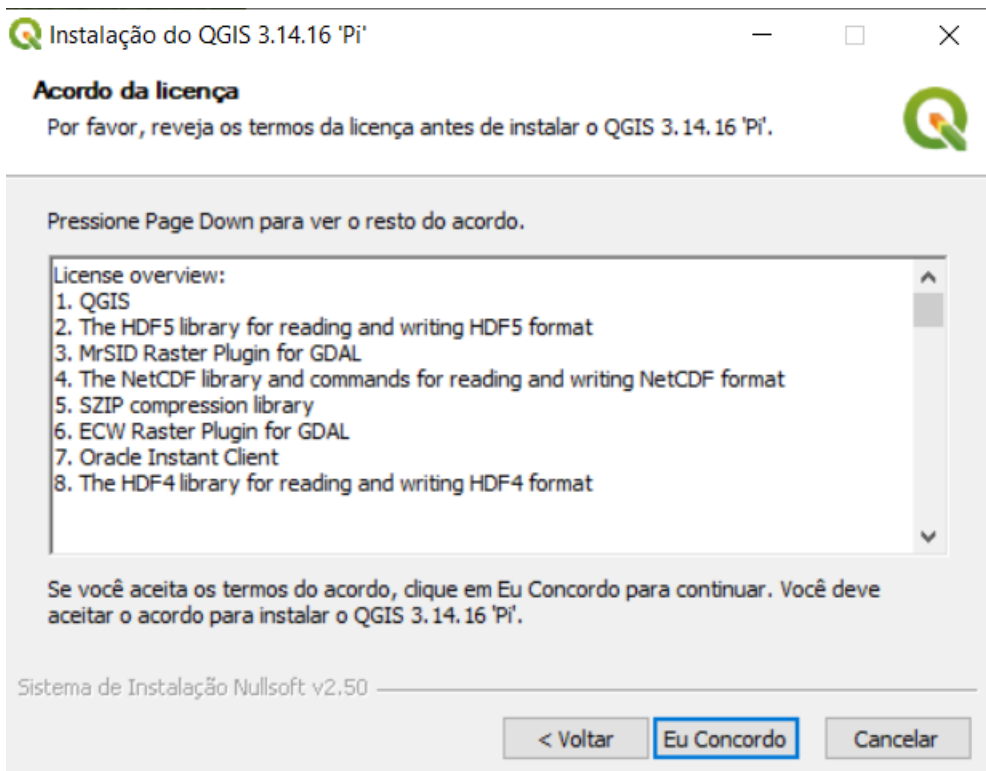 Instalação do QGIS 3.14.16 'Pi'
Acordo da licença
Por favor, reveja os termos da licença antes de instalar o QGIS 3.14.16 'Pi'.
Pressione Page Down para ver o resto do acordo.
License overview:
1. QGIS
2. The HDF5 library for reading and writing HDF5 format
3. MrSID Raster Plugin for GDAL
4. The NetCDF library and commands for reading and writing NetCDF format
5. SZIP compression library
6. ECW Raster Plugin for GDAL
7. Oracle Instant Client
8. The HDF4 library for reading and writing HDF4 format
Se você aceita os termos do acordo, clique em Eu Concordo para continuar. Você deve
aceitar o acordo para instalar o QGIS 3.14.16 'Pi'.
Sistema de Instalação Nullsoft v2.50
< Voltar Eu Concordo Cancelar